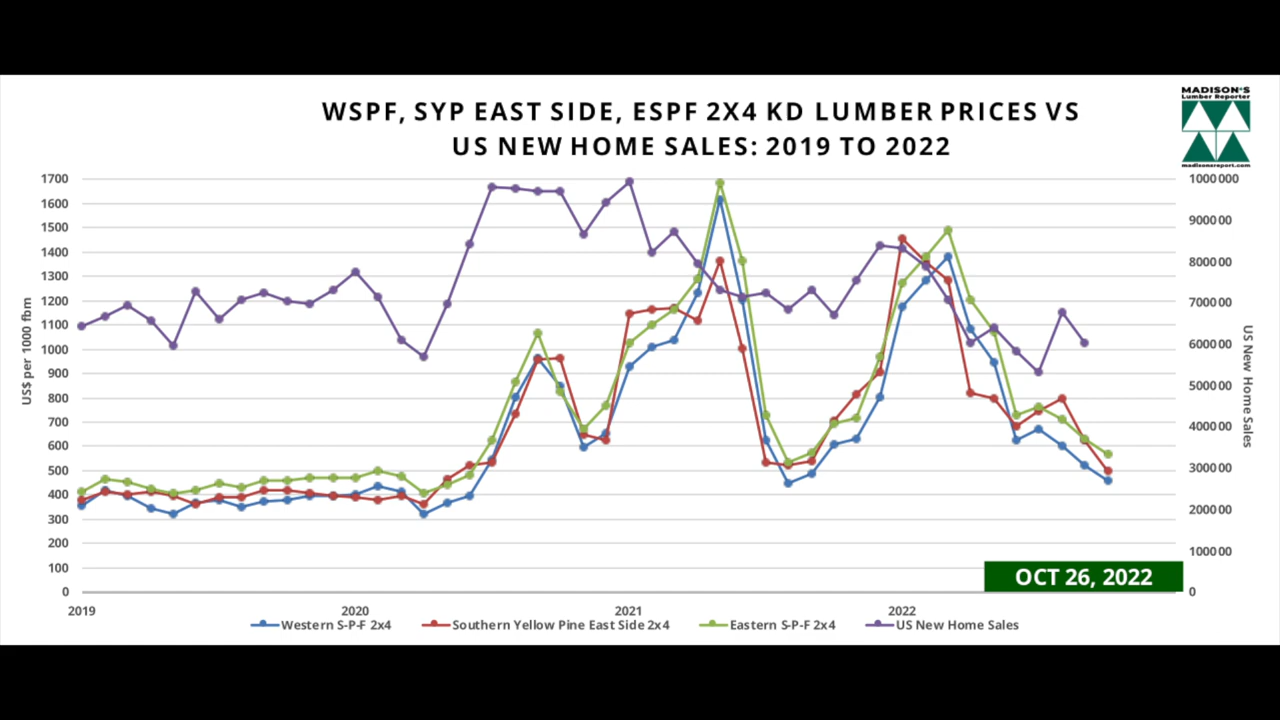 WSPF, SYP EAST SIDE, ESPF 2X4 KD LUMBER PRICES VS
US NEW HOME SALES: 2019 TO 2022
MADISON'S
Lumber Reporter
madisonsreport.com
1700
1600
1500
1400
1300
1200
1100
1000
900
800
700
600
500
400
300
200
100
0
US$ per 1000 fbm
1000000
900000
800000
700000
600000
500000
400000
300000
200000
100000
0
US New Home Sales
OCT 26, 2022
2019 2020 2021 2022
Western S-P-F 2x4 Southern Yellow Pine East Side 2x4 Eastern S-P-F 2x4 US New Home Sales